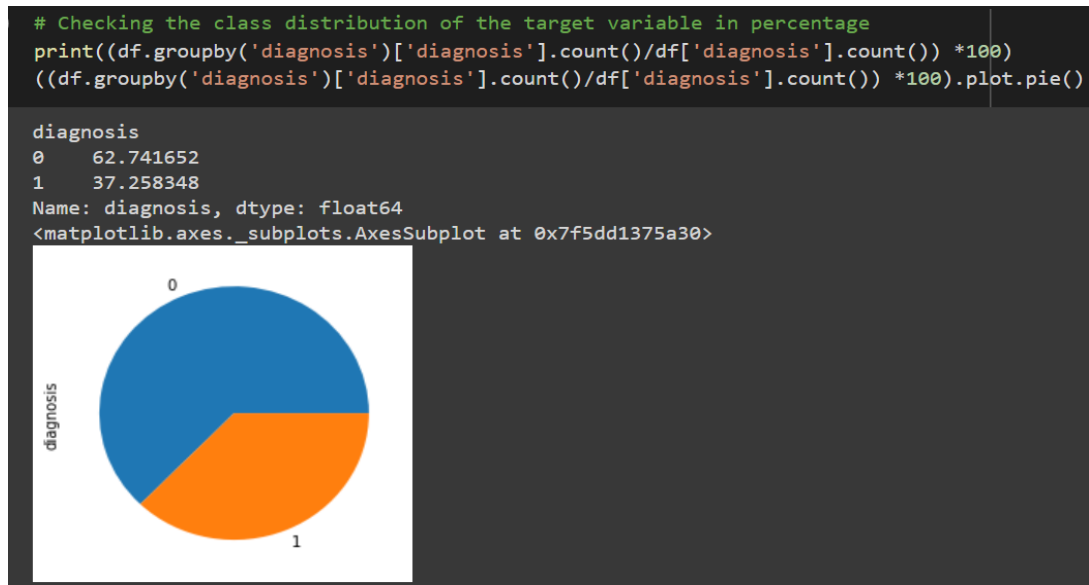 # Checking the class distribution of the target variable in percentage
print((df.groupby('diagnosis')['diagnosis'].count()/df['diagnosis'].count()) *100)
((df.groupby('diagnosis')['diagnosis'].count()/df['diagnosis'].count()) *100).plot.pie()
diagnosis
0    62.741652
1    37.258348
Name: diagnosis, dtype: float64
<matplotlib.axes._subplots.AxesSubplot at 0x7f5dd1375a30>
0
diagnosis
1